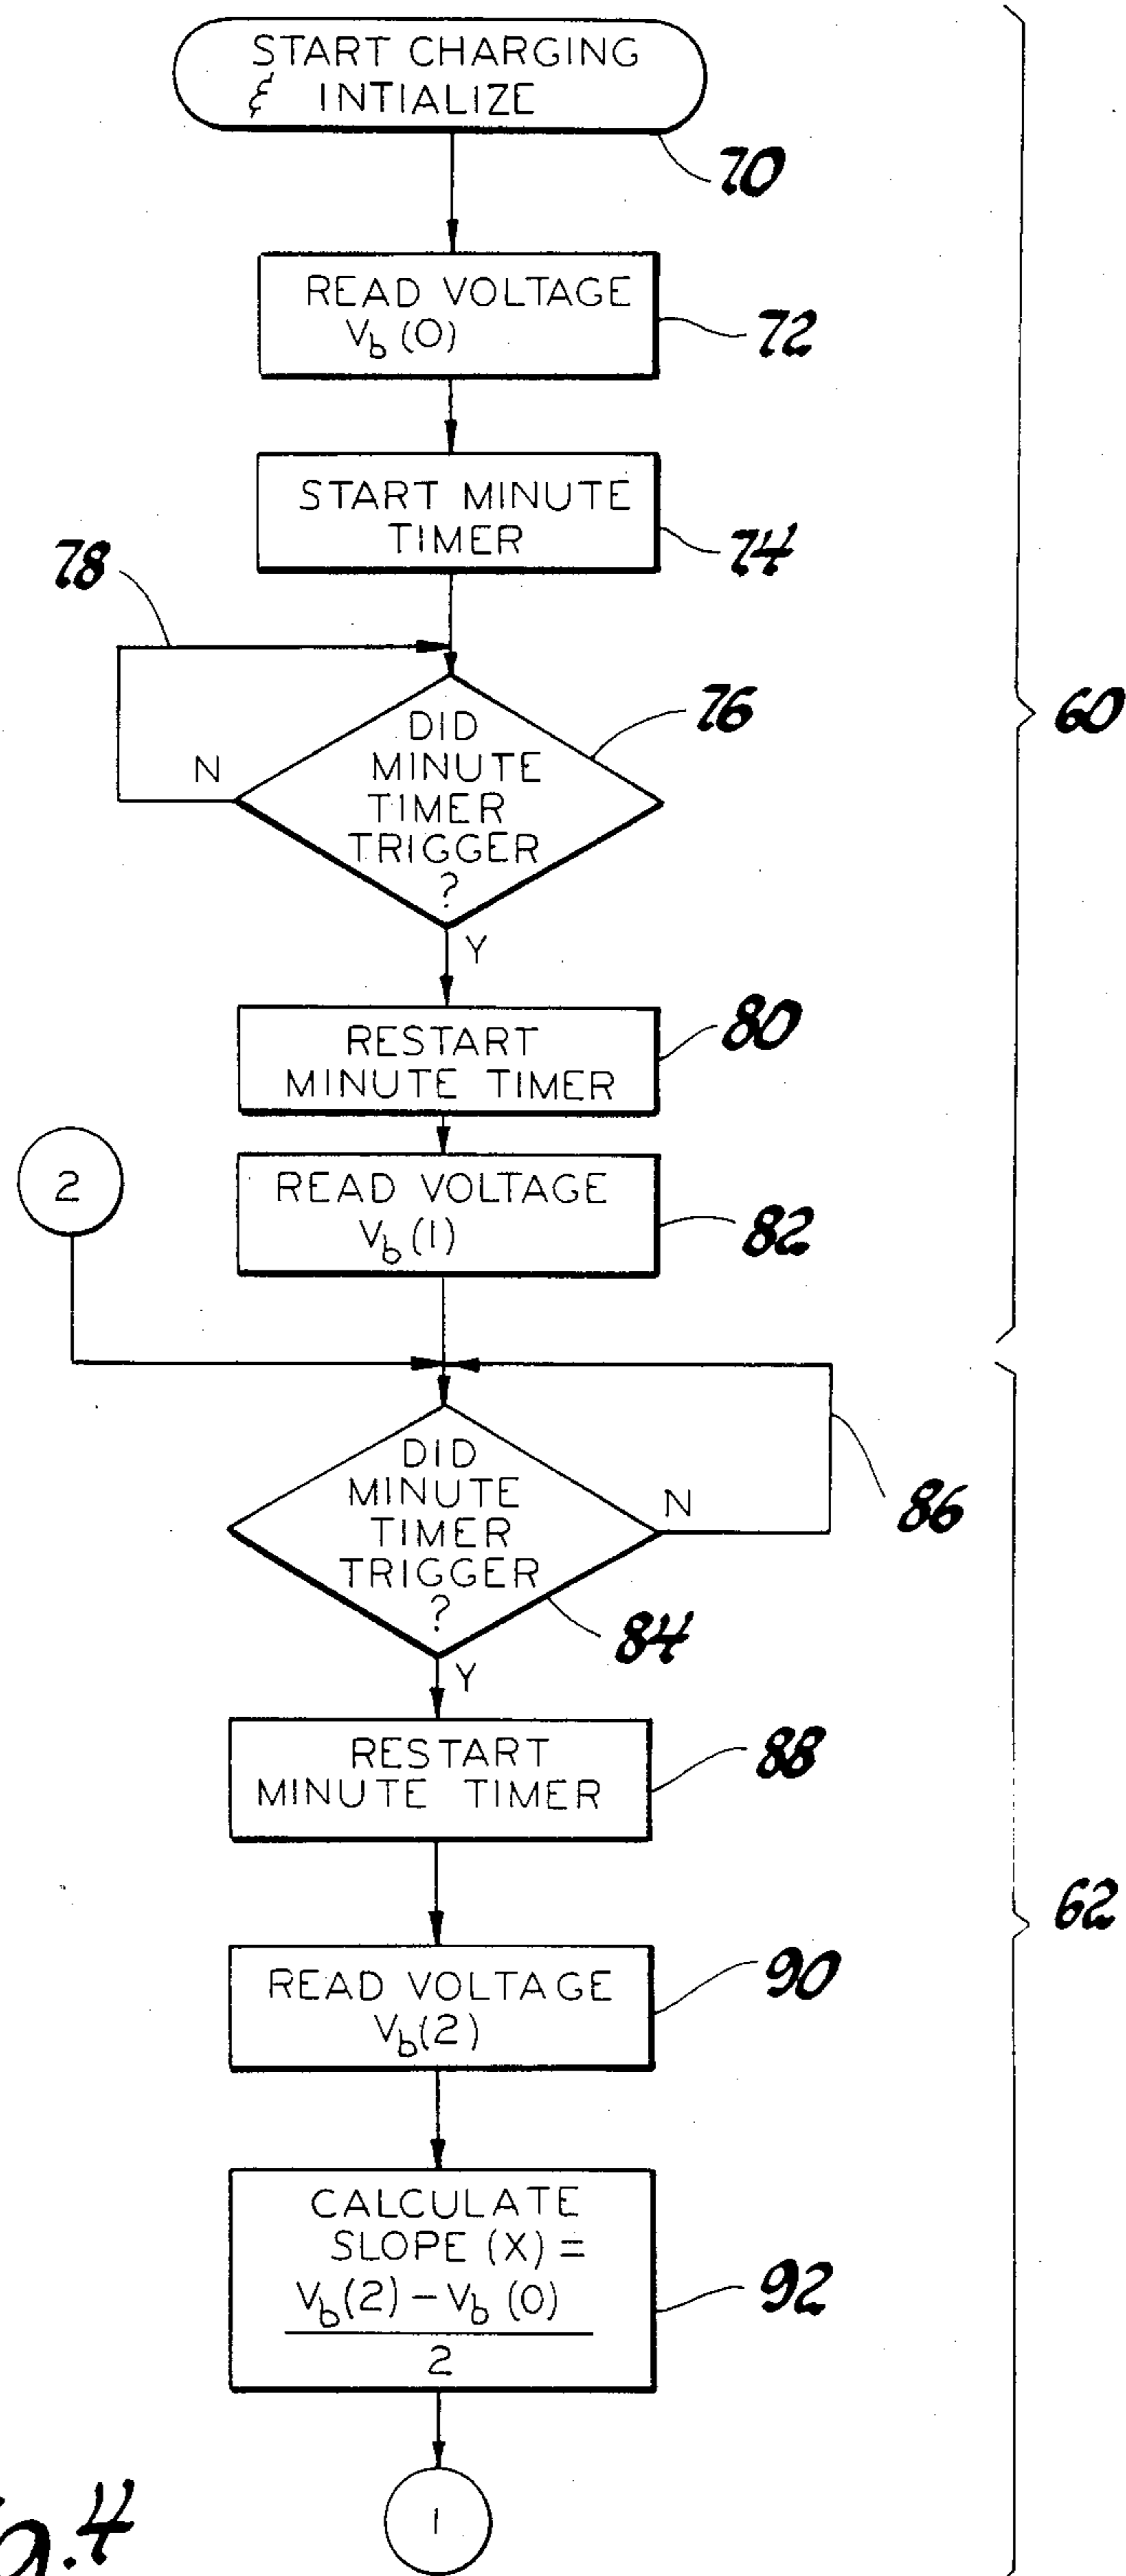 START CHARGING
& INTIALIZE
70
READ VOLTAGE
Vb (0)
72
START MINUTE
TIMER
74
78
DID
MINUTE
TIMER
TRIGGER
?
76
N
60
Y
RESTART
MINUTE TIMER
80
2
READ VOLTAGE
Vb (1)
82
DID
MINUTE
TIMER
TRIGGER
?
N
86
84
Y
RESTART
MINUTE TIMER
88
62
READ VOLTAGE
Vb(2)
90
CALCULATE
SLOPE (X) =
Vb(2) – Vb (0)
2
92
1